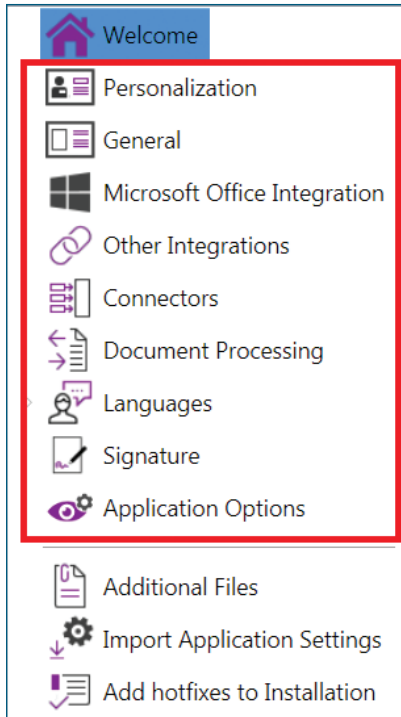 Welcome
Personalization
General
Microsoft Office Integration
Other Integrations
Connectors
Document Processing
Languages
Signature
Application Options
Additional Files
Import Application Settings
Add hotfixes to Installation